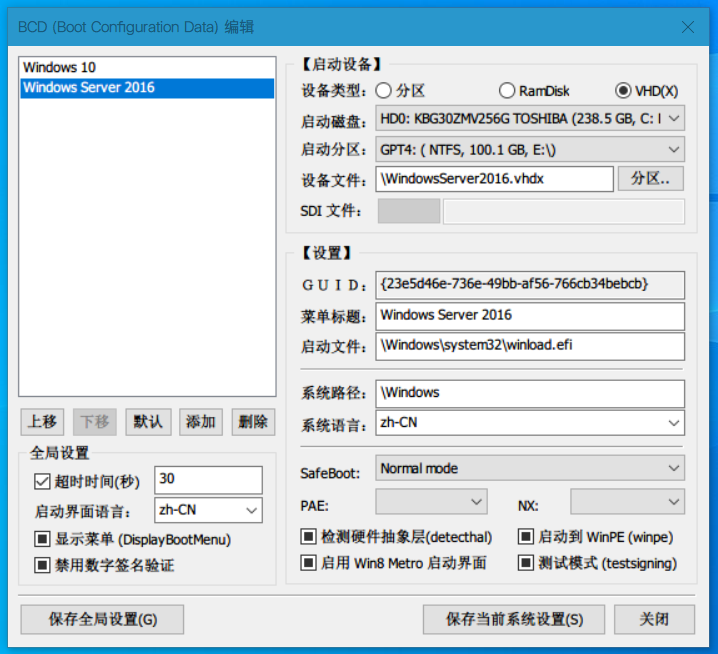 BCD (Boot Configuration Data) 编辑
Windows 10
Windows Server 2016
上移
下移
默认
添加
删除
全局设置
超时时间(秒)
30
启动界面语言:
zh-CN
显示菜单 (DisplayBootMenu)
禁用数字签名验证
【启动设备】
设备类型:
分区
RamDisk
VHD(X)
启动磁盘:
HD0: KBG30ZMV256G TOSHIBA (238.5 GB, C: I
启动分区:
GPT4: ( NTFS, 100.1 GB, E:\)
设备文件:
\WindowsServer2016.vhdx
分区..
SDI 文件:
【设置】
GUID:
{23e5d46e-736e-49bb-af56-766cb34bebcb}
菜单标题:
Windows Server 2016
启动文件:
\Windows\system32\winload.efi
系统路径:
\Windows
系统语言:
zh-CN
SafeBoot:
Normal mode
PAE:
NX:
检测硬件抽象层(detecthal)
启动到 WinPE (winpe)
启用 Win8 Metro 启动界面
测试模式 (testsigning)
保存全局设置(G)
保存当前系统设置(S)
关闭